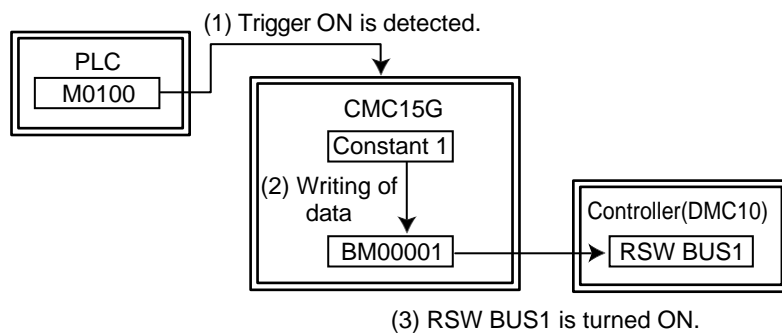 (1) Trigger ON is detected.
PLC
M0100
CMC15G
Constant 1
(2) Writing of
data
BM00001
Controller(DMC10)
RSW BUS1
(3) RSW BUS1 is turned ON.